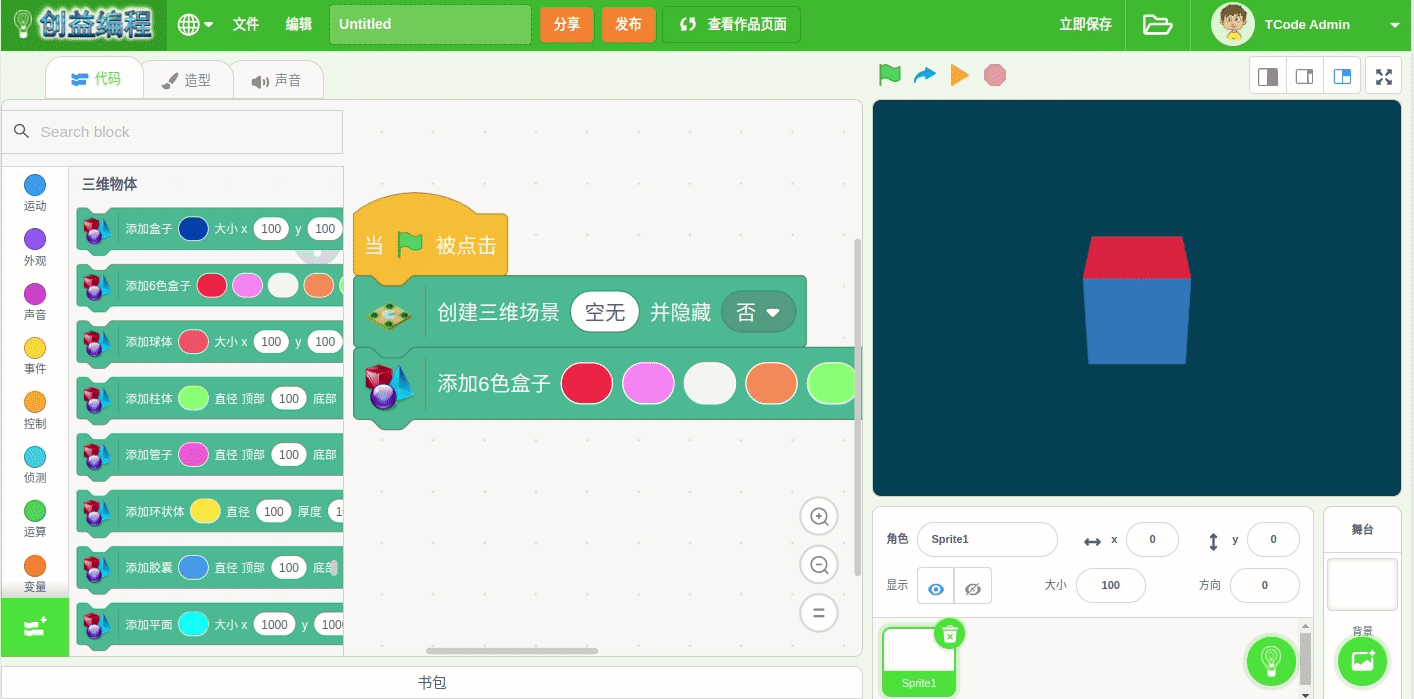 创益编程
文件
编辑
Untitled
分享
发布
查看作品页面
立即保存
TCode Admin
代码
造型
声音
Search block
运动
外观
声音
事件
控制
侦测
运算
变量
三维物体
添加盒子 大小 x 100 y 100
添加6色盒子
添加球体 大小 x 100 y 100
添加柱体 直径 顶部 100 底部
添加管子 直径 顶部 100 底部
添加环状体 直径 100 厚度
添加胶囊 直径 顶部 100 底部
添加平面 大小 x 1000 y
当 被点击
创建三维场景 空无 并隐藏 否
添加6色盒子
书包
角色 Sprite1 x 0 y 0
显示 大小 100 方向 0
Sprite1
舞台
背景